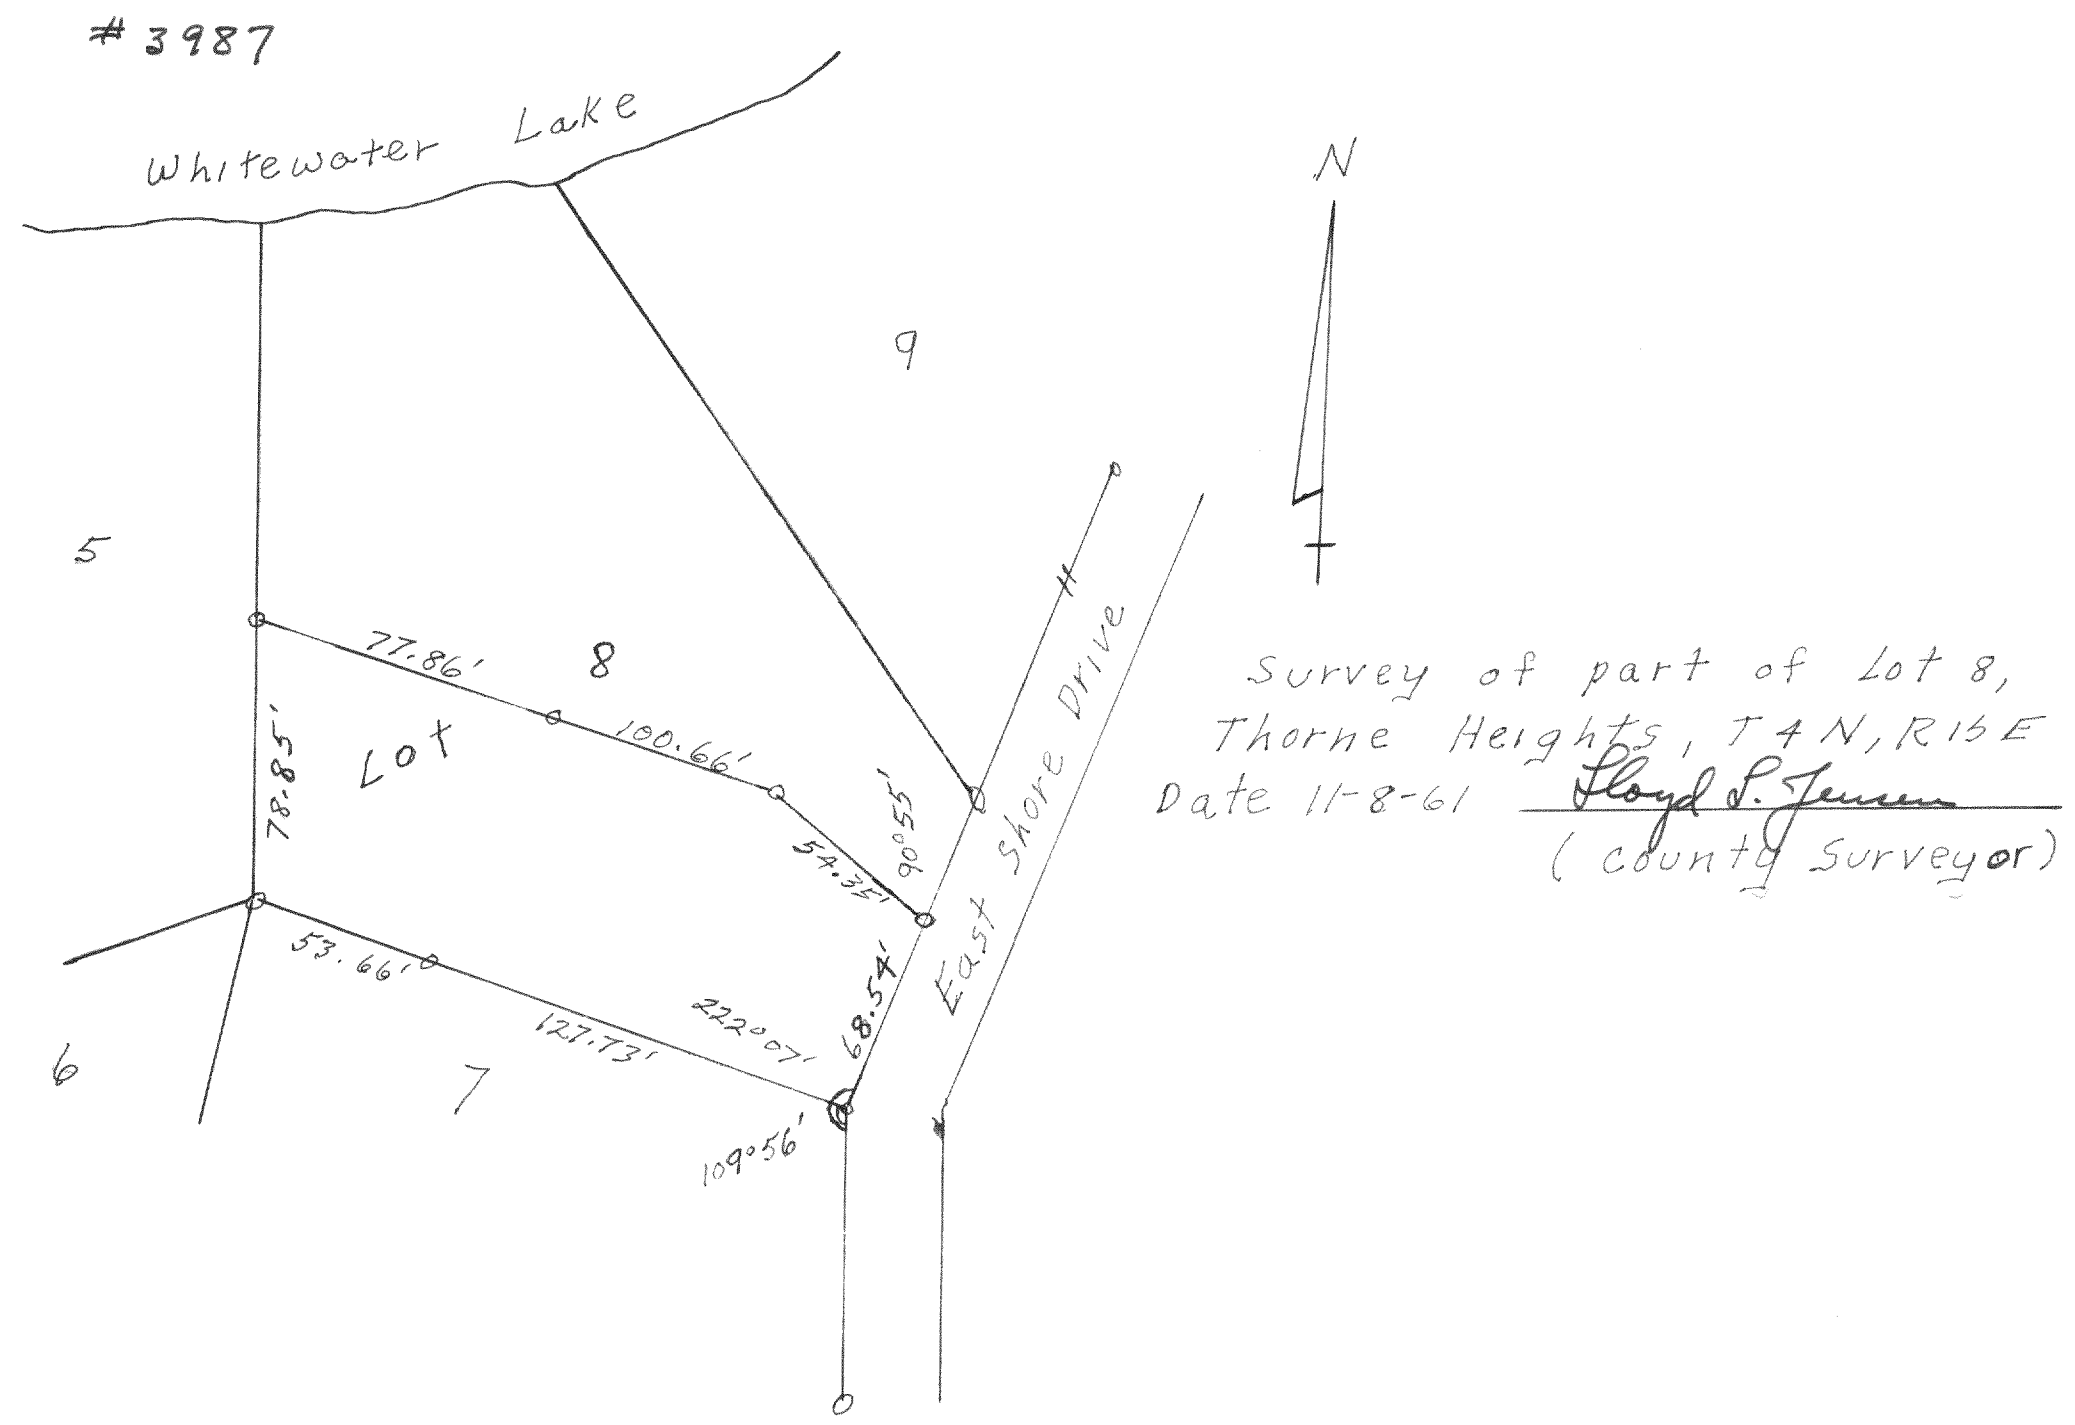 # 3987
Whitewater Lake
N
9
5
77.86'
8
100.66'
Lot
78.85'
54.35'
90°55'
East Shore Drive
Survey of part of Lot 8,
Thorne Heights, T4N, R15E
Date 11-8-61 Lloyd L. Jensen
(County Surveyor)
53.66'
68.54'
222°07'
127.73'
6
7
109°56'